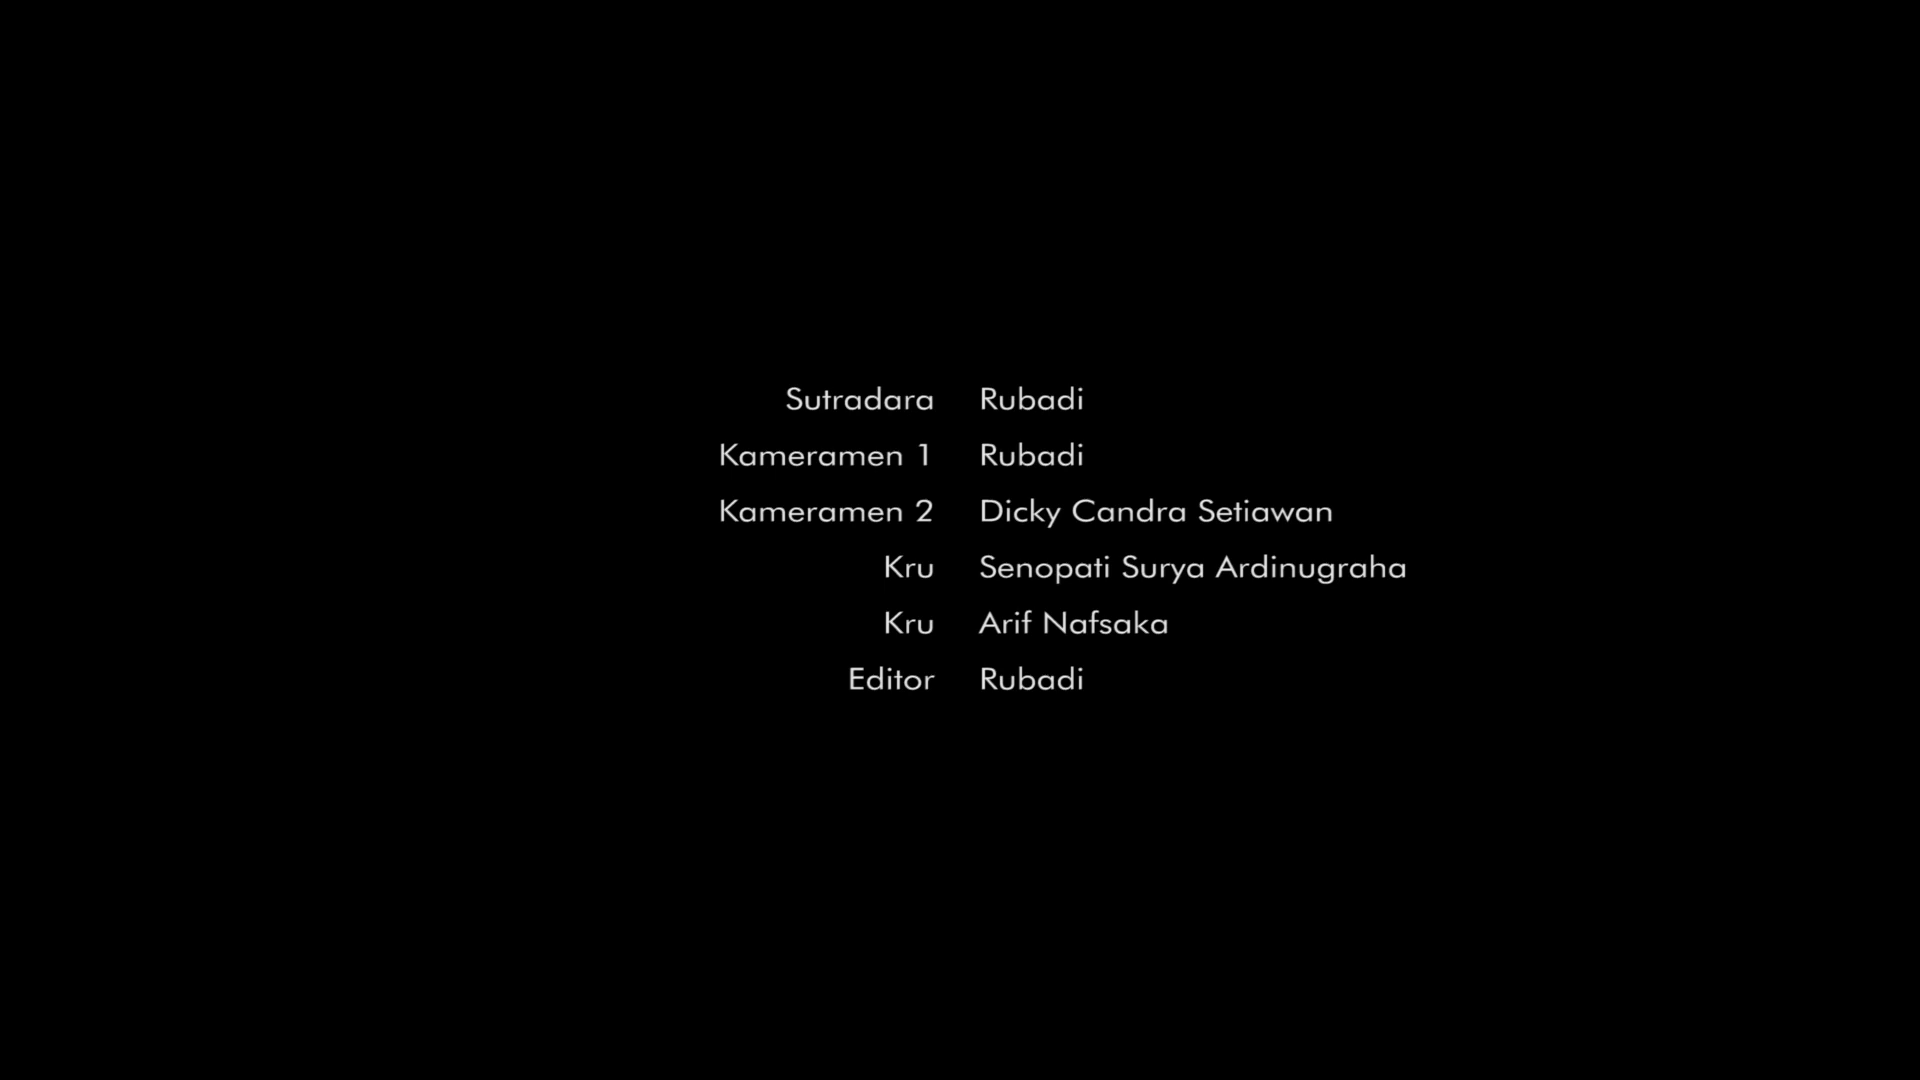 Sutradara Rubadi
Kameramen 1 Rubadi
Kameramen 2 Dicky Candra Setiawan
Kru Senopati Surya Ardinugraha
Kru Arif Nafsaka
Editor Rubadi